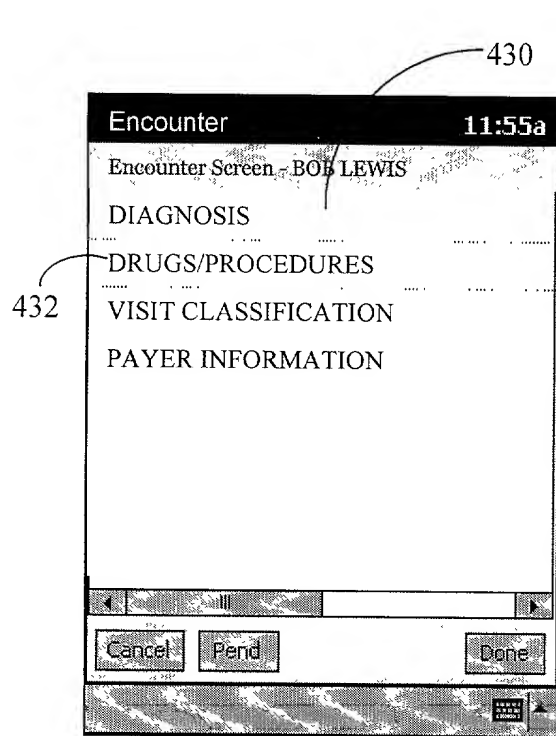 430
Encounter 11:55a
Encounter Screen - BOB LEWIS
DIAGNOSIS
DRUGS/PROCEDURES
432
VISIT CLASSIFICATION
PAYER INFORMATION
Cancel Pend Done